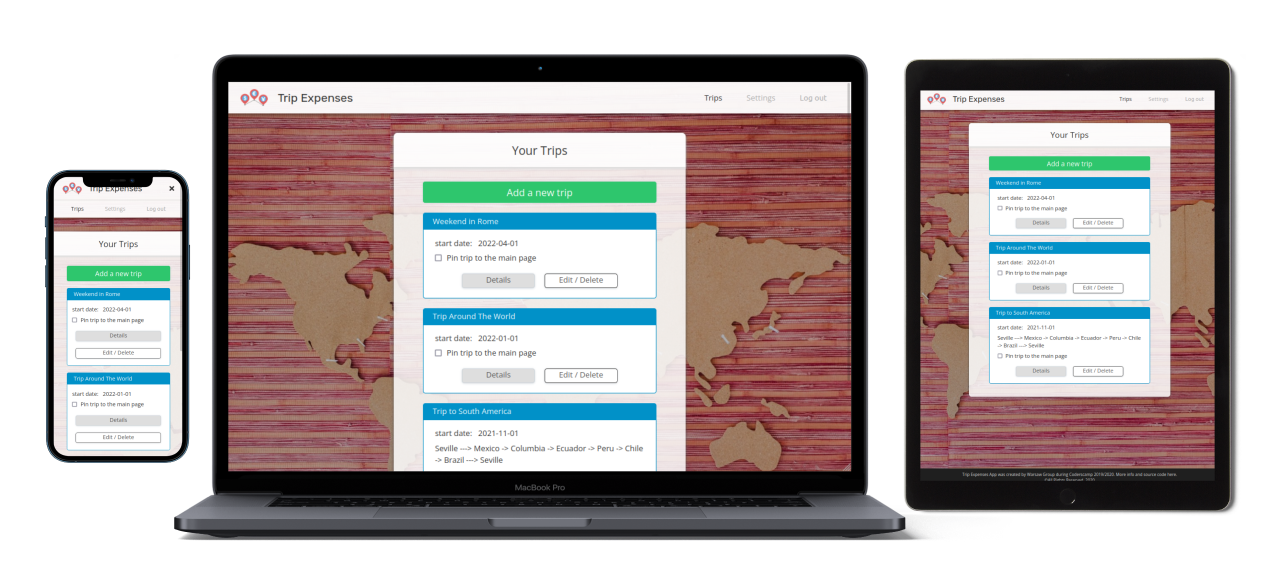 Trip Expenses
Trips Settings Log out
Your Trips
Add a new trip
Weekend in Rome
start date: 2022-04-01
Pin trip to the main page
Details
Edit / Delete
Trip Around The World
start date: 2022-01-01
Pin trip to the main page
Details
Edit / Delete
Trip Expenses Trips Settings Log out
Your Trips
Add a new trip
Weekend in Rome
start date: 2022-04-01
Pin trip to the main page
Details Edit / Delete
Trip Around The World
start date: 2022-01-01
Pin trip to the main page
Details Edit / Delete
Trip to South America
start date: 2021-11-01
Seville ---> Mexico -> Columbia -> Ecuador -> Peru -> Chile
-> Brazil ---> Seville
MacBook Pro
Trip Expenses Trips Settings Log out
Your Trips
Add a new trip
Weekend in Rome
start date: 2022-04-01
Pin trip to the main page
Details Edit / Delete
Trip Around The World
start date: 2022-01-01
Pin trip to the main page
Details Edit / Delete
Trip to South America
start date: 2021-11-01
Seville ---> Mexico -> Columbia -> Ecuador -> Peru -> Chile
-> Brazil ---> Seville
Pin trip to the main page
Details Edit / Delete
Trip Expenses App was created by Warsaw Group during Coderscamp 2019/2020. More info and source code here.
Reserved, 2020